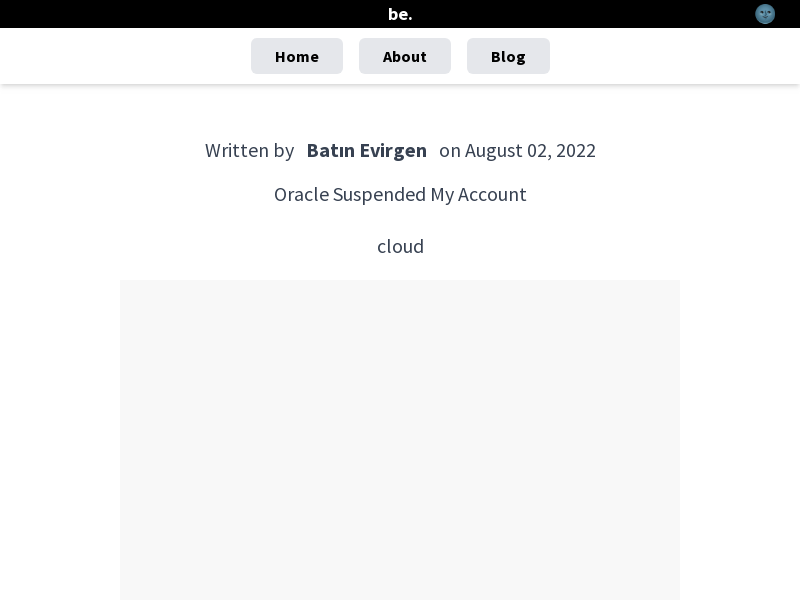 be.
Home About Blog
Written by Batın Evirgen on August 02, 2022
Oracle Suspended My Account
cloud